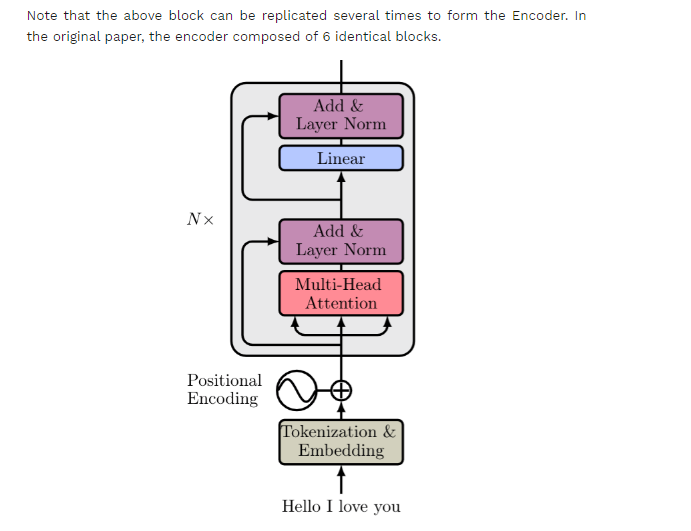 Note that the above block can be replicated several times to form the Encoder. In
the original paper, the encoder composed of 6 identical blocks.
Add &
Layer Norm
Linear
N×
Add &
Layer Norm
Multi-Head
Attention
Positional
Encoding
Tokenization &
Embedding
Hello I love you